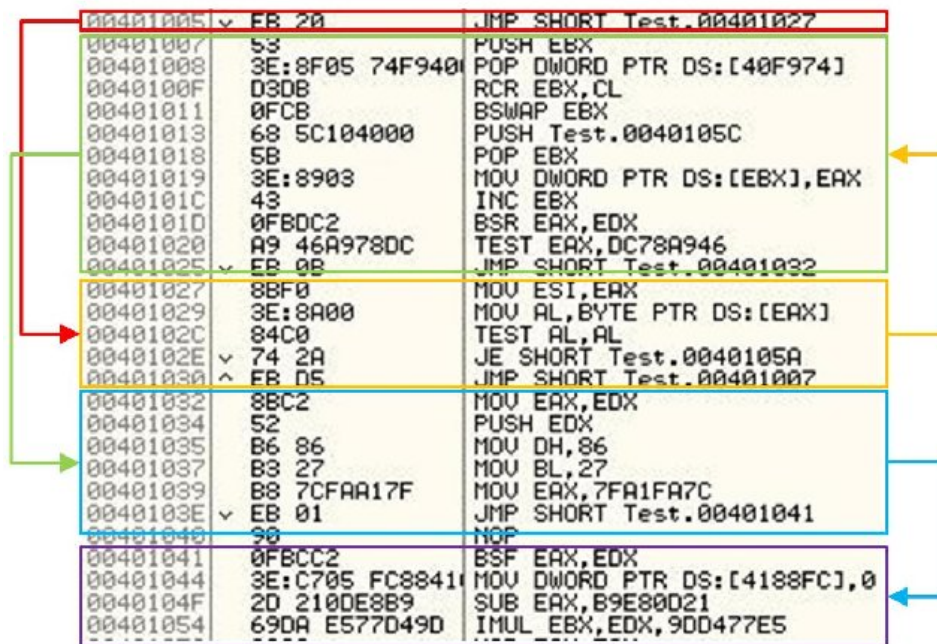 00401005 ˅ EB 20 JMP SHORT Test.00401027
00401007 53 PUSH EBX
00401008 3E:8F05 74F940( POP DWORD PTR DS:[40F974]
0040100F D3DB RCR EBX,CL
00401011 0FCB BSWAP EBX
00401013 68 5C104000 PUSH Test.0040105C
00401018 5B POP EBX
00401019 3E:8903 MOV DWORD PTR DS:[EBX],EAX
0040101C 43 INC EBX
0040101D 0FBDC2 BSR EAX,EDX
00401020 A9 46A978DC TEST EAX,DC78A946
00401025 ˅ EB 0B JMP SHORT Test.00401032
00401027 8BF0 MOV ESI,EAX
00401029 3E:8A00 MOV AL,BYTE PTR DS:[EAX]
0040102C 84C0 TEST AL,AL
0040102E ˅ 74 2A JE SHORT Test.0040105A
00401030 ^ EB D5 JMP SHORT Test.00401007
00401032 8BC2 MOV EAX,EDX
00401034 52 PUSH EDX
00401035 B6 86 MOV DH,86
00401037 B3 27 MOV BL,27
00401039 B8 7CFAA17F MOV EAX,7FA1FA7C
0040103E ˅ EB 01 JMP SHORT Test.00401041
00401040 90 NOP
00401041 0FBCC2 BSF EAX,EDX
00401044 3E:C705 FC8841( MOV DWORD PTR DS:[4188FC],0
0040104F 2D 210DE8B9 SUB EAX,B9E80D21
00401054 69DA E577D49D IMUL EBX,EDX,9DD477E5